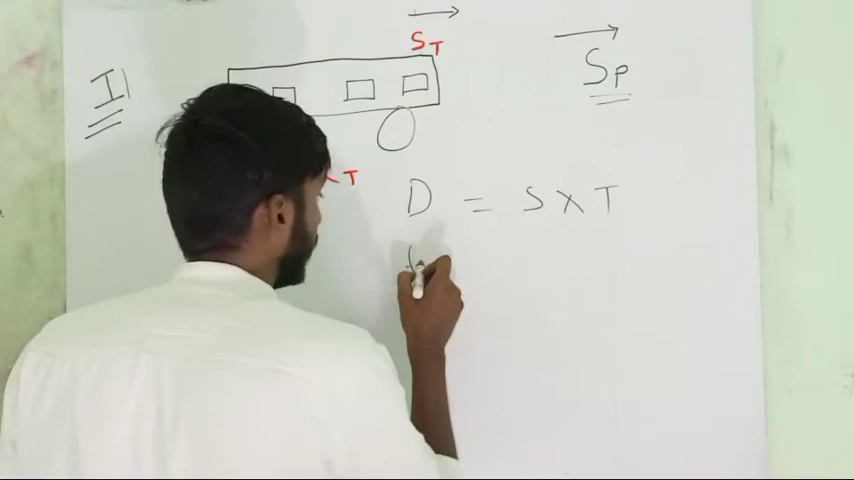 S_T
S_P
II
T
D = S X T